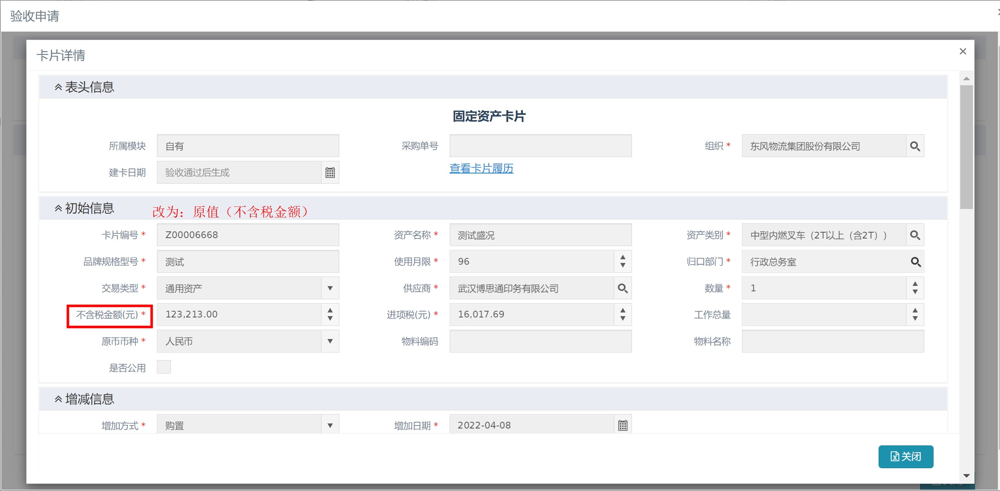 验收申请
卡片详情
表头信息
固定资产卡片
所属模块 自有 采购单号 组织 * 东风物流集团股份有限公司
建卡日期 验收通过后生成 查看卡片履历
初始信息 改为：原值（不含税金额）
卡片编号 * Z00006668 资产名称 * 测试盛况 资产类别 * 中型内燃叉车（2T以上（含2T））
品牌规格型号 * 测试 使用月限 * 96 归口部门 * 行政总务室
交易类型 * 通用资产 供应商 * 武汉博思通印务有限公司 数量 * 1
不含税金额(元) * 123,213.00 进项税(元) * 16,017.69 工作总量
原币币种 * 人民币 物料编码 物料名称
是否公用
增减信息
增加方式 * 购置 增加日期 * 2022-04-08
关闭